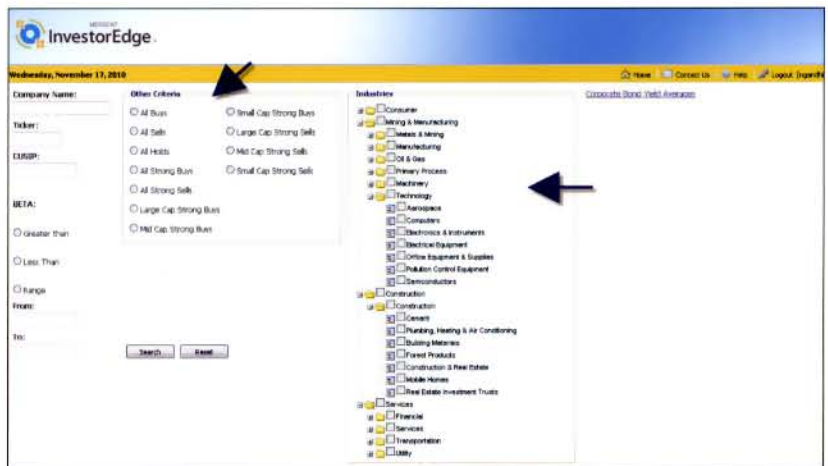 MERGENT
InvestorEdge
Wednesday, November 17, 2010
Home
Contact Us
Help
Logout
Company Name:
Ticker:
CUSIP:
BETA:
Greater than
Less Than
Range
From:
To:
Other Criteria
All Buys
Small Cap Strong Buys
All Sells
Large Cap Strong Sells
All Holds
Mid Cap Strong Sells
All Strong Buys
Small Cap Strong Sells
All Strong Sells
Large Cap Strong Buys
Mid Cap Strong Buys
Search
Reset
Industries
Consumer
Mining & Manufacturing
Metals & Mining
Manufacturing
Oil & Gas
Primary Process
Machinery
Technology
Aerospace
Computers
Electronics & Instruments
Electrical Equipment
Office Equipment & Supplies
Pollution Control Equipment
Semiconductors
Construction
Construction
Cement
Plumbing, Heating & Air Conditioning
Building Materials
Forest Products
Construction & Real Estate
Mobile Homes
Real Estate Investment Trusts
Services
Financial
Services
Transportation
Utility
Corporate Bond Yield Averages